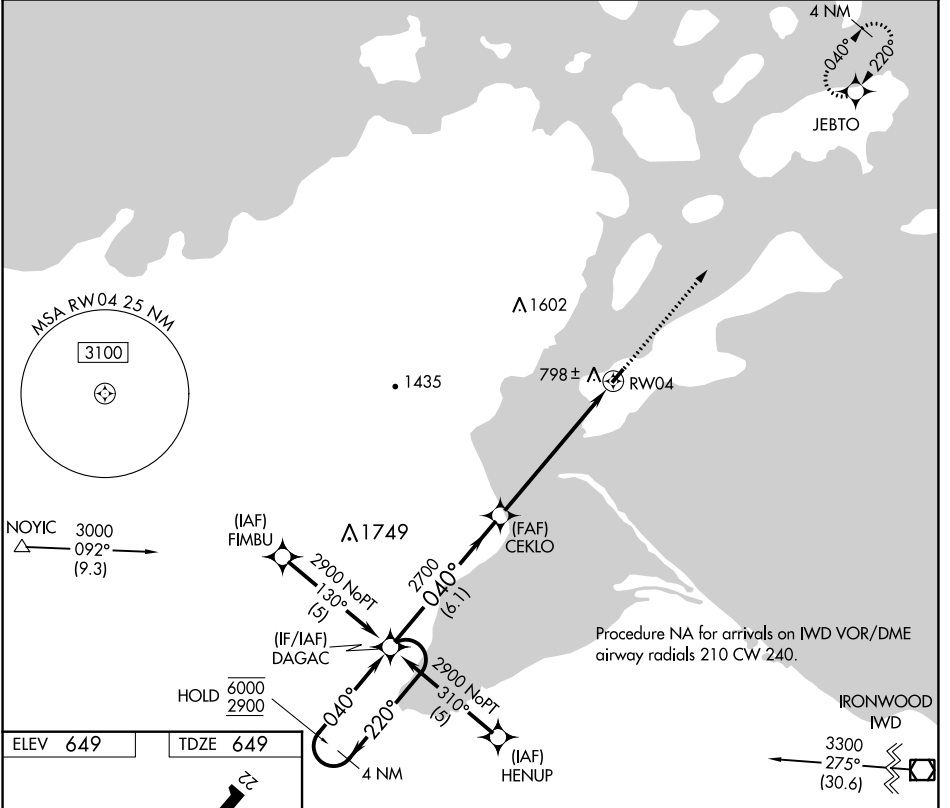 4 NM
040°
220°
JEBTO
MSA RW04 25 NM
3100
1602
1435
798±
RW04
NOYIC
3000
092°
(9.3)
(IAF)
FIMBU
1749
(FAF)
CEKLO
2900 NoPT
130°
(5)
2700
040°
(6.1)
(IF/IAF)
DAGAC
Procedure NA for arrivals on IWD VOR/DME
airway radials 210 CW 240.
HOLD
6000
2900
040°
220°
2900 NoPT
310°
(5)
4 NM
(IAF)
HENUP
IRONWOOD
IWD
3300
275°
(30.6)
ELEV 649
TDZE 649
22